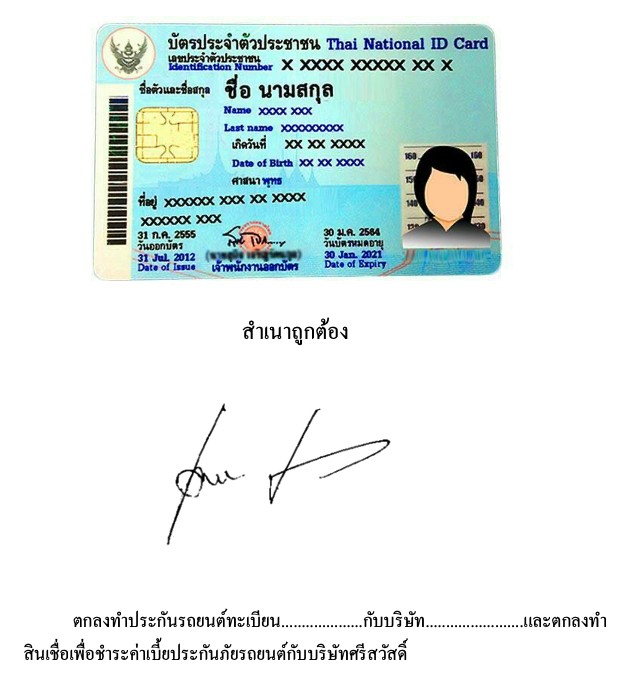 บัตรประจำตัวประชาชน Thai National ID Card
เลขประจำตัวประชาชน
Identification Number X XXXX XXXXX XX X
ชื่อตัวและชื่อสกุล ชื่อ นามสกุล
Name XXXX XXX
Last name XXXXXXXXX
เกิดวันที่ XX XX XXXX
Date of Birth XX XX XXXX
ศาสนา พุทธ
ที่อยู่ XXXXXX XXX XX XXXX
XXXXXX XXX
31 ก.ค. 2555
วันออกบัตร
31 Jul. 2012
Date of Issue
เจ้าพนักงานออกบัตร
30 ม.ค. 2564
วันบัตรหมดอายุ
30 Jan. 2021
Date of Expiry
160 160
150
140 140
สำเนาถูกต้อง
ตกลงทำประกันรถยนต์ทะเบียน....................กับบริษัท........................และตกลงทำ
สินเชื่อเพื่อชำระค่าเบี้ยประกันภัยรถยนต์กับบริษัทศรีสวัสดิ์